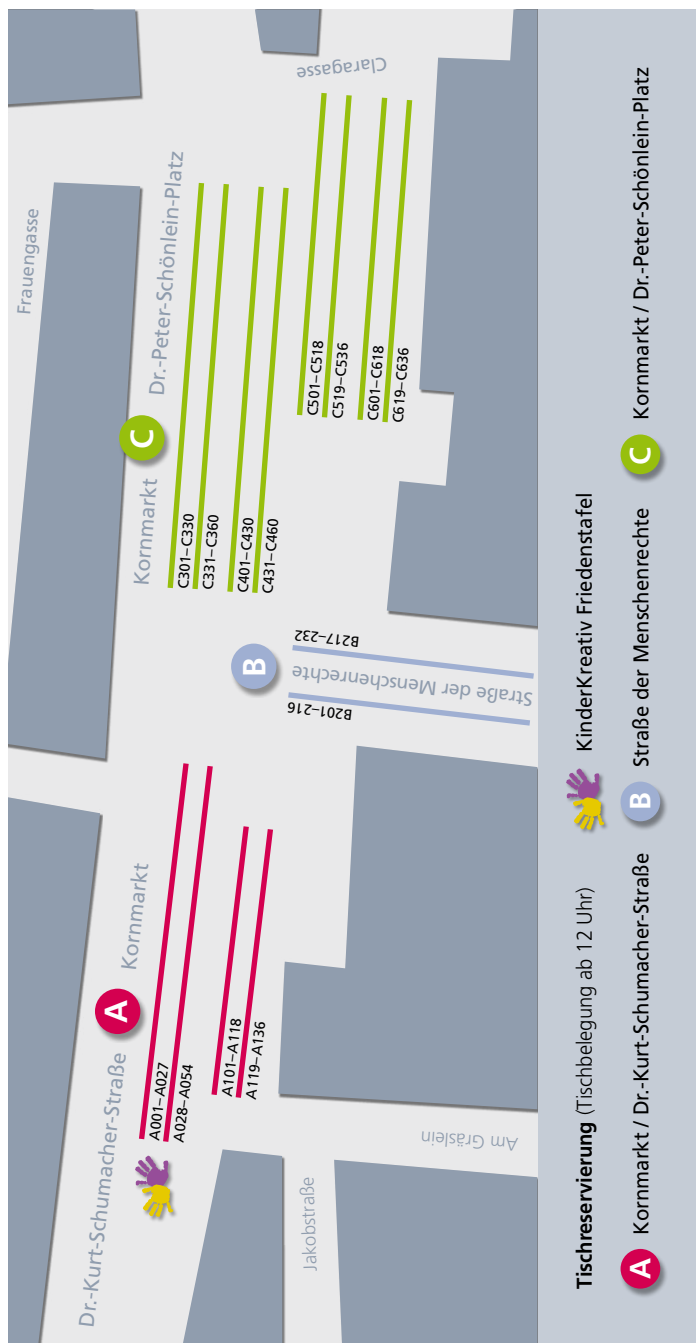 Frauengasse
Claragasse
Dr.-Peter-Schönlein-Platz
C
Kornmarkt
C301–C330
C331–C360
C401–C430
C431–C460
C501–C518
C519–C536
C601–C618
C619–C636
B
B217–232
Straße der Menschenrechte
B201–216
Kornmarkt
A
Dr.-Kurt-Schumacher-Straße
A001–A027
A028–A054
A101–A118
A119–A136
Am Gräslein
Jakobstraße
Tischreservierung (Tischbelegung ab 12 Uhr)
KinderKreativ Friedenstafel
A Kornmarkt / Dr.-Kurt-Schumacher-Straße
B Straße der Menschenrechte
C Kornmarkt / Dr.-Peter-Schönlein-Platz